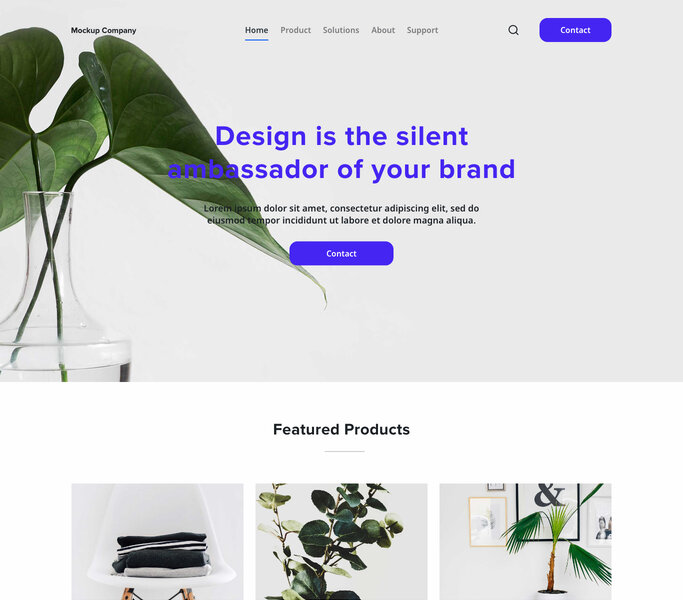 Mockup Company
Home Product Solutions About Support
Contact
Design is the silent
ambassador of your brand
Lorem ipsum dolor sit amet, consectetur adipiscing elit, sed do
eiusmod tempor incididunt ut labore et dolore magna aliqua.
Contact
Featured Products
&